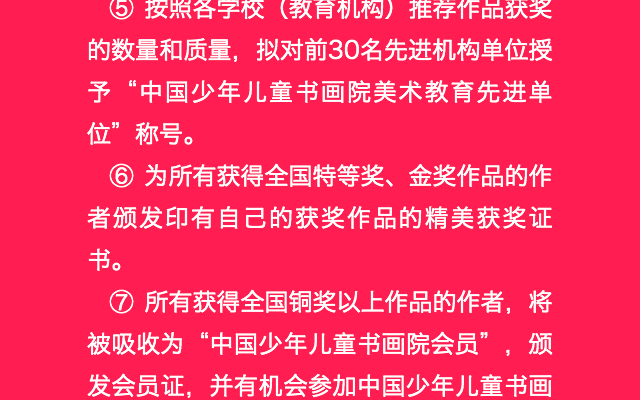 ⑤ 按照各学校（教育机构）推荐作品获奖
的数量和质量，拟对前30名先进机构单位授
予“中国少年儿童书画院美术教育先进单
位”称号。
⑥ 为所有获得全国特等奖、金奖作品的作
者颁发印有自己的获奖作品的精美获奖证
书。
⑦ 所有获得全国铜奖以上作品的作者，将
被吸收为“中国少年儿童书画院会员”，颁
发会员证，并有机会参加中国少年儿童书画